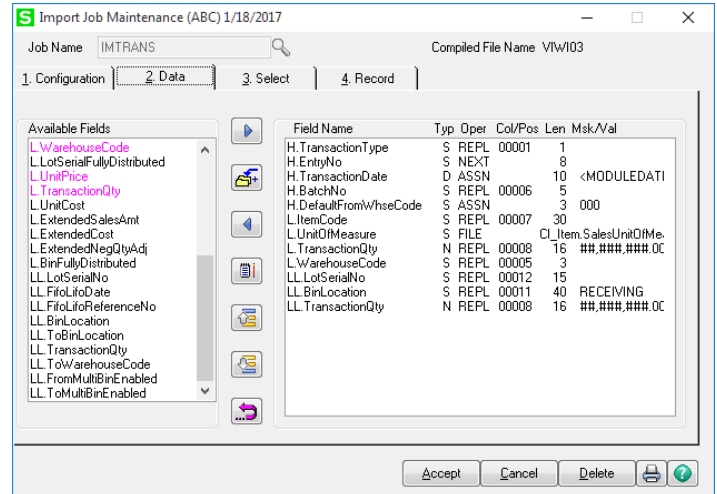 S Import Job Maintenance (ABC) 1/18/2017
Job Name IMTRANS Compiled File Name VIWI03
1. Configuration 2. Data 3. Select 4. Record
Available Fields
L.WarehouseCode
L.LotSerialFullyDistributed
L.UnitPrice
L.TransactionQty
L.UnitCost
L.ExtendedSalesAmt
L.ExtendedCost
L.ExtendedNegQtyAdj
L.BinFullyDistributed
LL.LotSerialNo
LL.FifoLifoDate
LL.FifoLifoReferenceNo
LL.BinLocation
LL.ToBinLocation
LL.TransactionQty
LL.ToWarehouseCode
LL.FromMultiBinEnabled
LL.ToMultiBinEnabled
Field Name Typ Oper Col/Pos Len Msk/Val
H.TransactionType S REPL 00001 1
H.EntryNo S NEXT 8
H.TransactionDate D ASSN 10 <MODULEDATI
H.BatchNo S REPL 00006 5
H.DefaultFromWhseCode S ASSN 3 000
L.ItemCode S REPL 00007 30
L.UnitOfMeasure S FILE CI_Item.SalesUnitOfMe
L.TransactionQty N REPL 00008 16 ##,###,###.00
L.WarehouseCode S REPL 00005 3
LL.LotSerialNo S REPL 00012 15
LL.BinLocation S REPL 00011 40 RECEIVING
LL.TransactionQty N REPL 00008 16 ##,###,###.00
Accept Cancel Delete